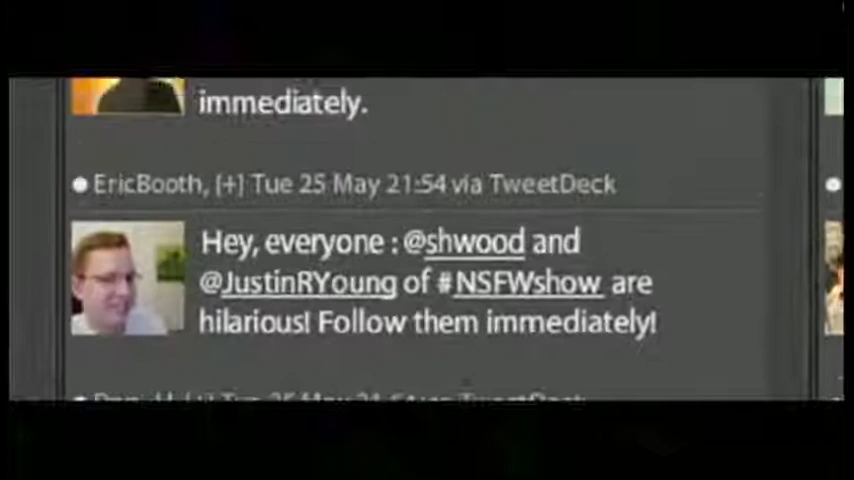 immediately.
EricBooth, [+] Tue 25 May 21:54 via TweetDeck
Hey, everyone : @shwood and
@JustinRYoung of #NSFWshow are
hilarious! Follow them immediately!